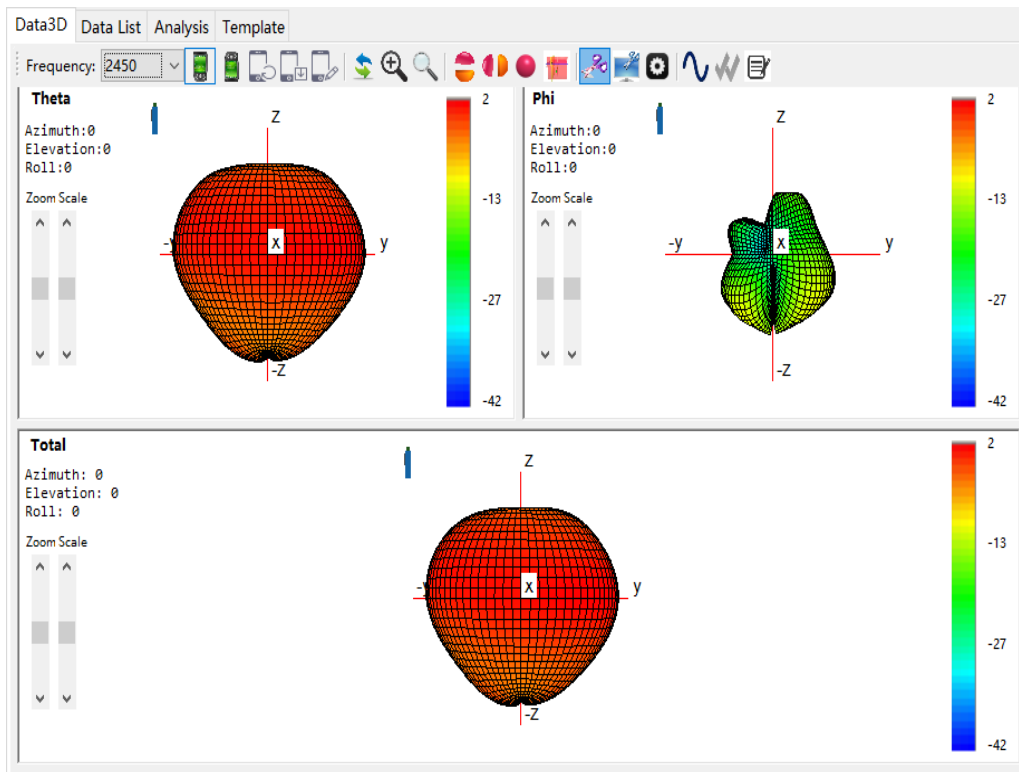 Data3D Data List Analysis Template
Frequency: 2450
Theta
Azimuth:0
Elevation:0
Roll:0
Zoom Scale
Z
-y
x
y
-Z
2
-13
-27
-42
Phi
Azimuth:0
Elevation:0
Roll:0
Zoom Scale
Z
-y
x
y
-Z
2
-13
-27
-42
Total
Azimuth: 0
Elevation: 0
Roll: 0
Zoom Scale
Z
-y
x
y
-Z
2
-13
-27
-42